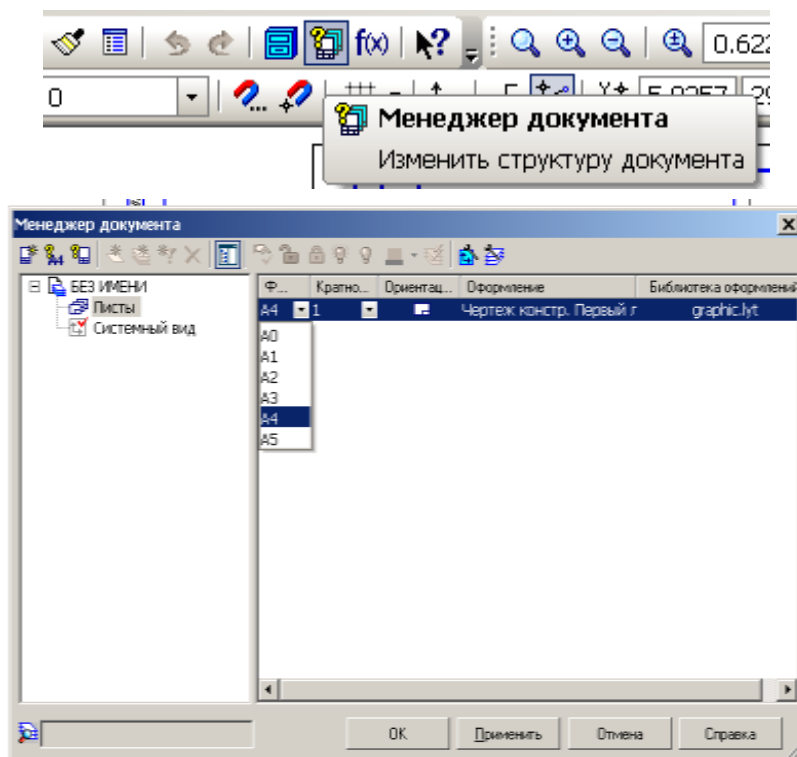 f(x) 0.622
0 5.0257 29
Менеджер документа
Изменить структуру документа
Менеджер документа
БЕЗ ИМЕНИ
Листы
Системный вид
Ф... Кратно... Ориентац... Оформление Библиотека оформлений
A4 1 Чертеж констр. Первый л graphic.lyt
A0
A1
A2
A3
A4
A5
OK Применить Отмена Справка